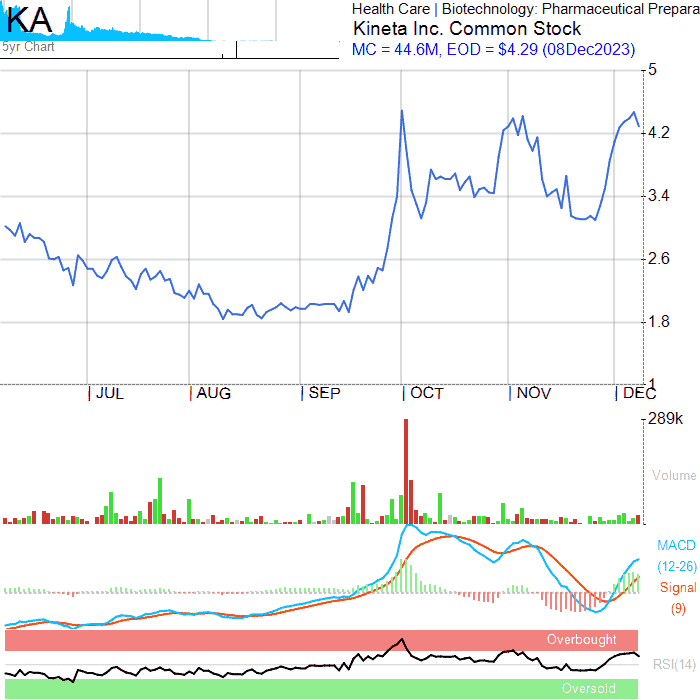 KA
5yr Chart
Health Care | Biotechnology: Pharmaceutical Prepara
Kineta Inc. Common Stock
MC = 44.6M, EOD = $4.29 (08Dec2023)
5
4.2
3.4
2.6
1.8
1
JUL AUG SEP OCT NOV DEC
289k
Volume
MACD
(12-26)
Signal
(9)
Overbought
RSI(14)
Oversold